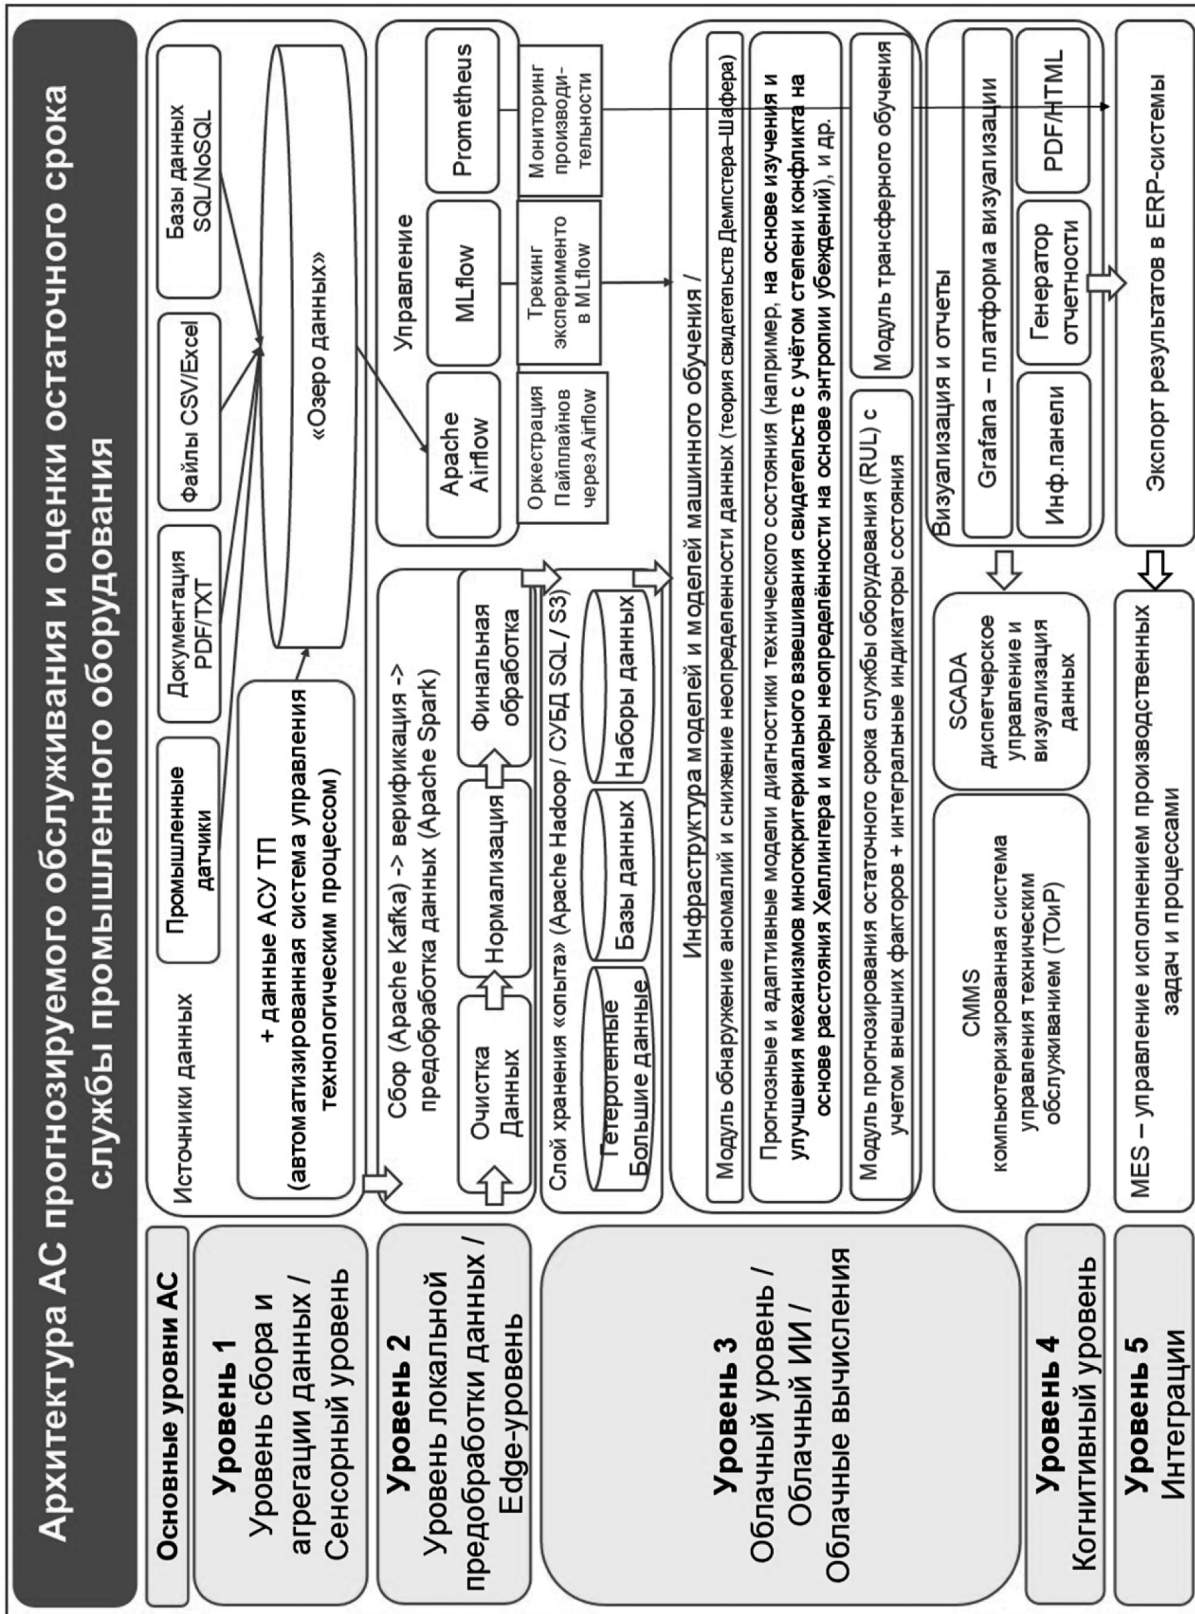 Архитектура АС прогнозируемого обслуживания и оценки остаточного срока
службы промышленного оборудования
Основные уровни АС
Уровень 1
Уровень сбора и
агрегации данных /
Сенсорный уровень
Источники данных
Промышленные
датчики
Документация
PDF/TXT
Файлы CSV/Excel
Базы данных
SQL/NoSQL
+ данные АСУ ТП
(автоматизированная система управления
технологическим процессом)
«Озеро данных»
Уровень 2
Уровень локальной
предобработки данных /
Edge-уровень
Сбор (Apache Kafka) -> верификация ->
предобработка данных (Apache Spark)
Очистка
Данных
Нормализация
Финальная
обработка
Управление
Apache
Airflow
MLflow
Prometheus
Оркестрация
Пайплайнов
через Airflow
Трекинг
эксперименто
в MLflow
Мониторинг
производи-
тельности
Уровень 3
Облачный уровень /
Облачный ИИ /
Облачные вычисления
Слой хранения «опыта» (Apache Hadoop / СУБД SQL / S3)
Гетерогенные
Большие данные
Базы данных
Наборы данных
Инфраструктура моделей и моделей машинного обучения /
Модуль обнаружение аномалий и снижение неопределенности данных (теория свидетельств Демпстера–Шафера)
Прогнозные и адаптивные модели диагностики технического состояния (например, на основе изучения и
улучшения механизмов многокритериального взвешивания свидетельств с учётом степени конфликта на
основе расстояния Хеллингера и меры неопределённости на основе энтропии убеждений), и др.
Модуль прогнозирования остаточного срока службы оборудования (RUL) с
учетом внешних факторов + интегральные индикаторы состояния
Модуль трансферного обучения
Уровень 4
Когнитивный уровень
CMMS
компьютеризированная система
управления техническим
обслуживанием (ТОиР)
SCADA
диспетчерское
управление и
визуализация
данных
Визуализация и отчеты
Grafana – платформа визуализации
Инф.панели
Генератор
отчетности
PDF/HTML
Уровень 5
Интеграции
MES – управление исполнением производственных
задач и процессами
Экспорт результатов в ERP-системы